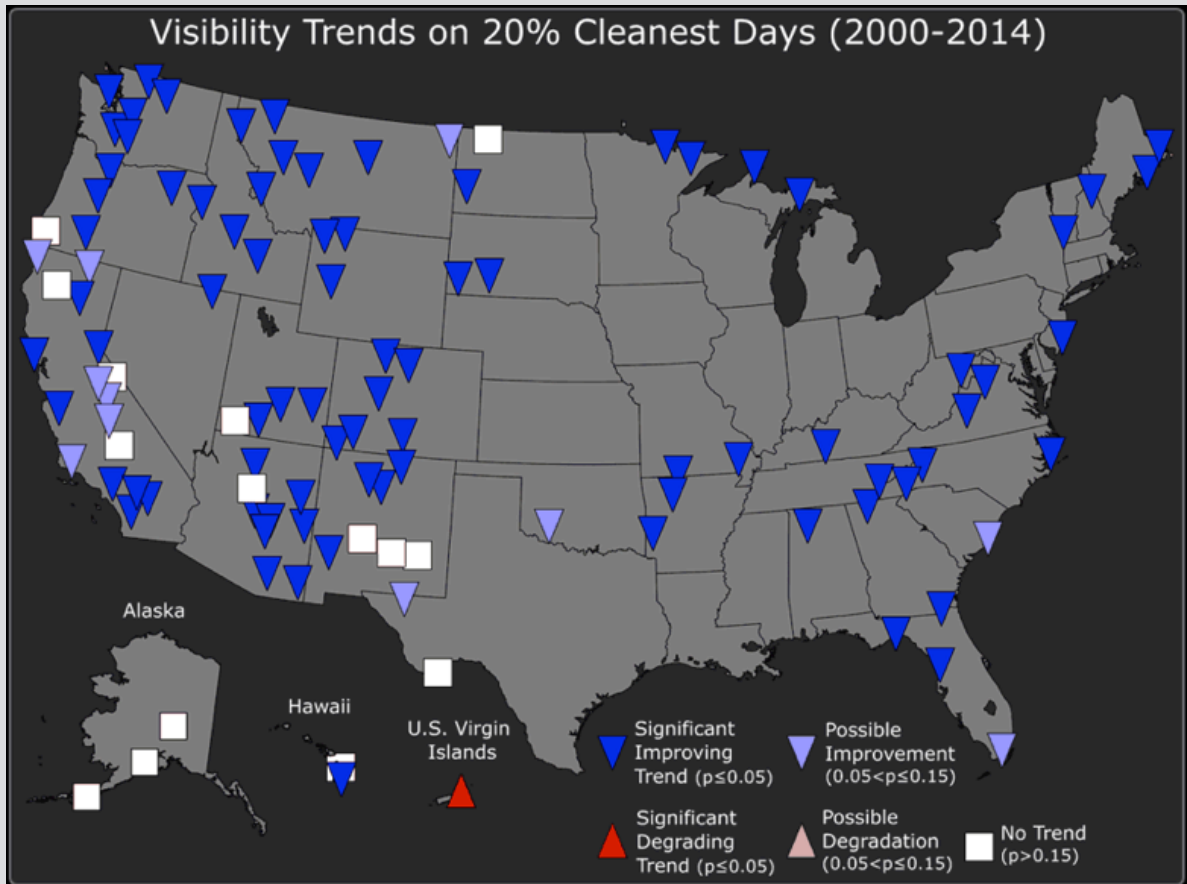 Visibility Trends on 20% Cleanest Days (2000-2014)
Alaska
Hawaii
U.S. Virgin
Islands
Significant
Improving
Trend (p≤0.05)
Possible
Improvement
(0.05<p≤0.15)
Significant
Degrading
Trend (p≤0.05)
Possible
Degradation
(0.05<p≤0.15)
No Trend
(p>0.15)